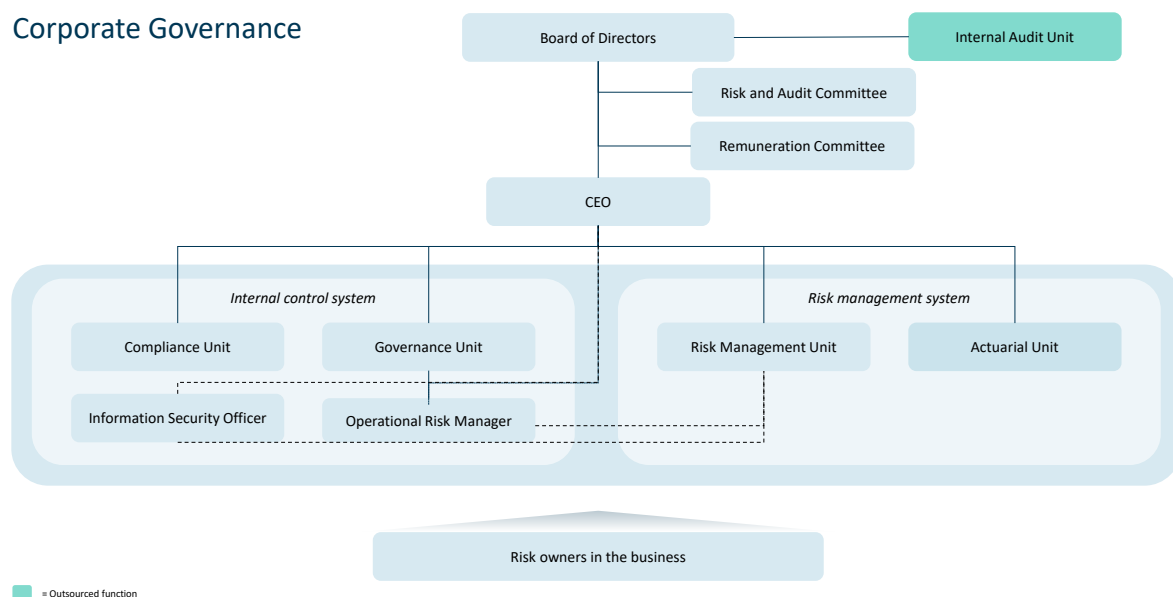 Corporate Governance
Board of Directors
Internal Audit Unit
Risk and Audit Committee
Remuneration Committee
CEO
Internal control system
Risk management system
Compliance Unit
Governance Unit
Risk Management Unit
Actuarial Unit
Information Security Officer
Operational Risk Manager
Risk owners in the business
= Outsourced function